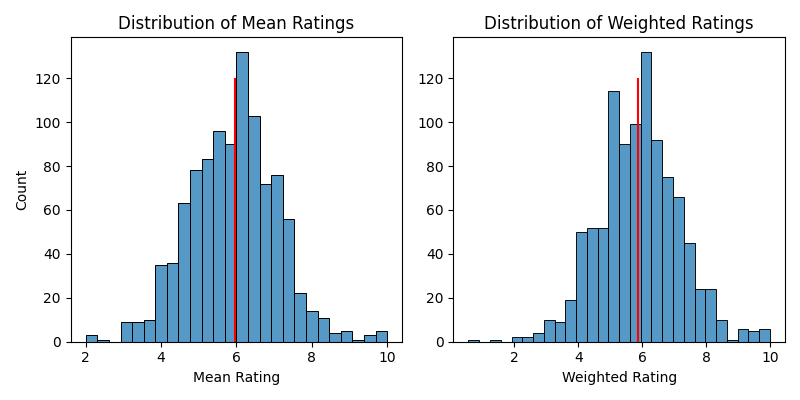 Distribution of Mean Ratings
Distribution of Weighted Ratings
Count
120
100
80
60
40
20
0
2 4 6 8 10
Mean Rating
120
100
80
60
40
20
0
2 4 6 8 10
Weighted Rating